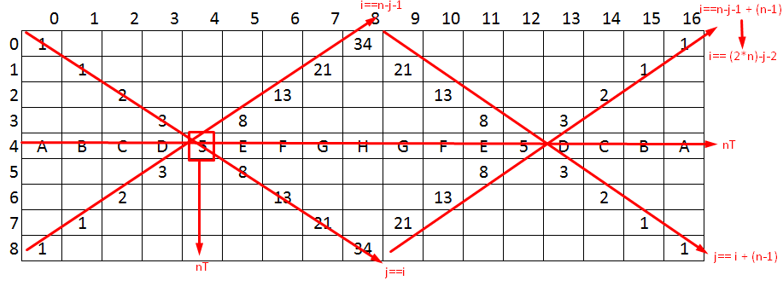 i==n-j-1 i==n-j-1 + (n-1)
0 1 2 3 4 5 6 7 8 9 10 11 12 13 14 15 16
0 1 34 1
i== (2*n)-j-2
1 1 21 21 1
2 2 13 13 2
3 3 8 8 3
4 A B C D 5 E F G H G F E 5 D C B A nT
5 3 8 8 3
6 2 13 13 2
7 1 21 21 1
8 1 34 1
j== i + (n-1)
nT
j==i